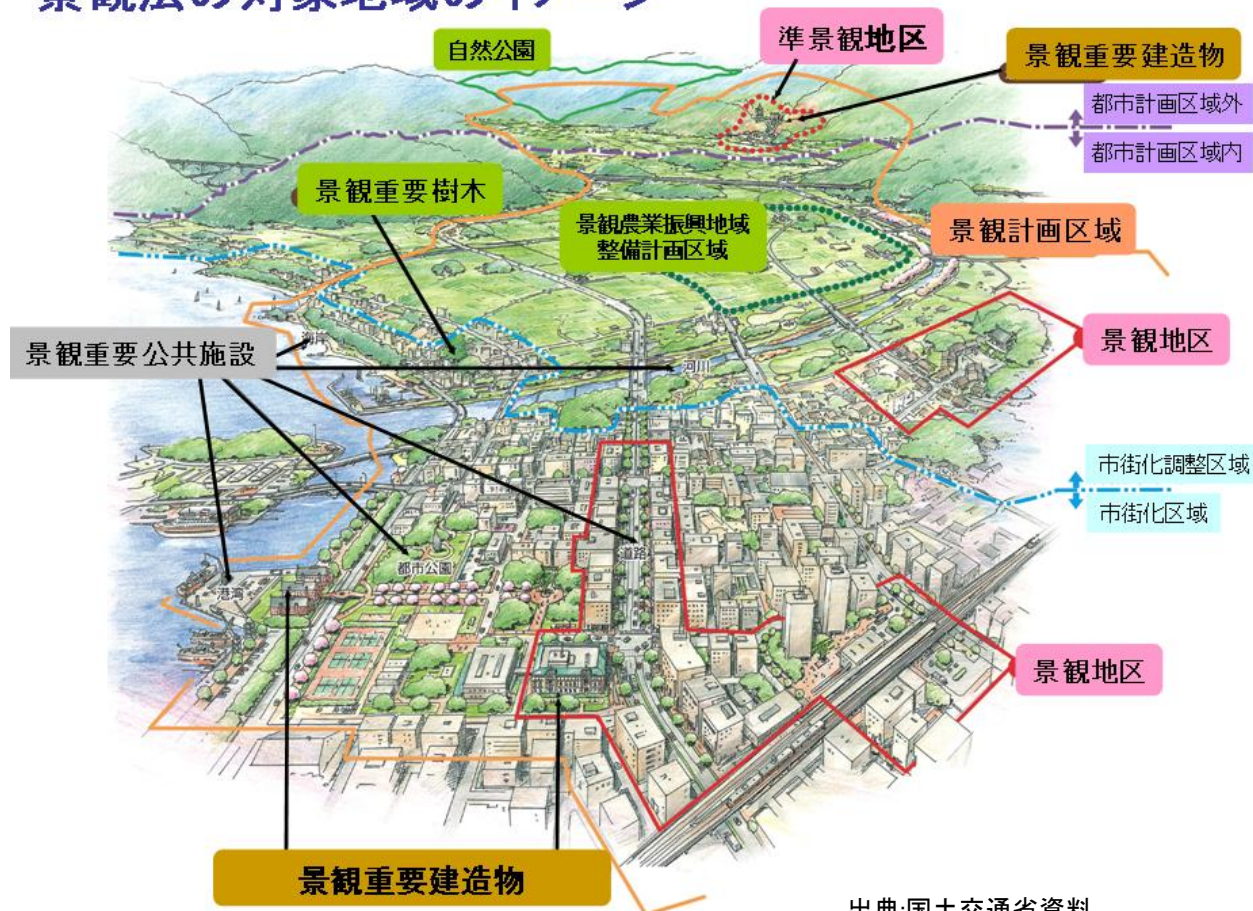 景観法の対象地域のイメージ
自然公園
準景観地区
景観重要建造物
都市計画区域外
都市計画区域内
景観重要樹木
景観農業振興地域
整備計画区域
景観計画区域
景観重要公共施設
海岸
河川
景観地区
市街化調整区域
市街化区域
都市公園
道路
港湾
景観地区
景観重要建造物
出典:国土交通省資料